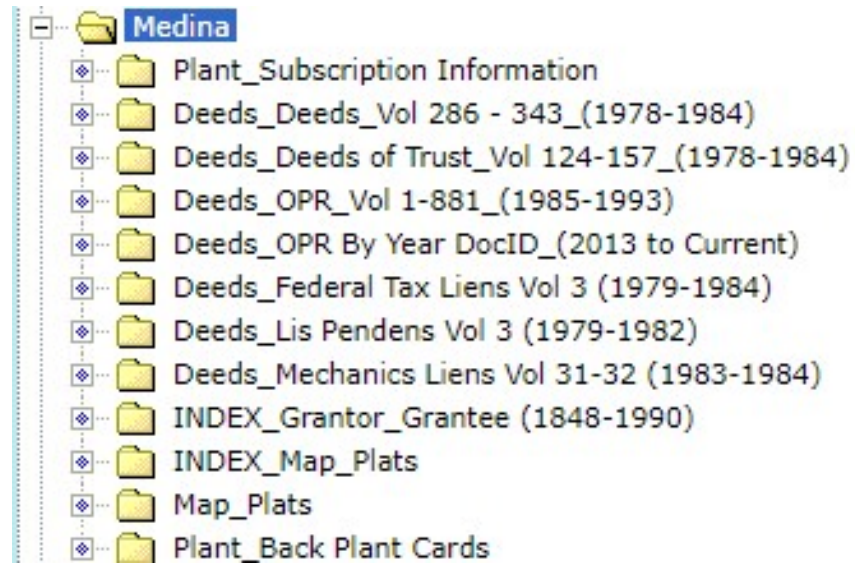 Medina
Plant_Subscription Information
Deeds_Deeds_Vol 286 - 343_(1978-1984)
Deeds_Deeds of Trust_Vol 124-157_(1978-1984)
Deeds_OPR_Vol 1-881_(1985-1993)
Deeds_OPR By Year DocID_(2013 to Current)
Deeds_Federal Tax Liens Vol 3 (1979-1984)
Deeds_Lis Pendens Vol 3 (1979-1982)
Deeds_Mechanics Liens Vol 31-32 (1983-1984)
INDEX_Grantor_Grantee (1848-1990)
INDEX_Map_Plats
Map_Plats
Plant_Back Plant Cards